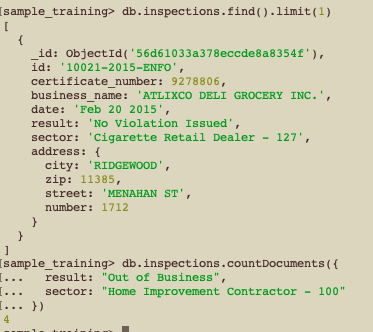 [sample_training> db.inspections.find().limit(1)
[
{
_id: ObjectId('56d61033a378eccde8a8354f'),
id: '10021-2015-ENFO',
certificate_number: 9278806,
business_name: 'ATLIXCO DELI GROCERY INC.',
date: 'Feb 20 2015',
result: 'No Violation Issued',
sector: 'Cigarette Retail Dealer - 127',
address: {
city: 'RIDGEWOOD',
zip: 11385,
street: 'MENAHAN ST',
number: 1712
}
}
]
[sample_training> db.inspections.countDocuments({
[... result: "Out of Business",
[... sector: "Home Improvement Contractor - 100"
[... })
4
sample_training>